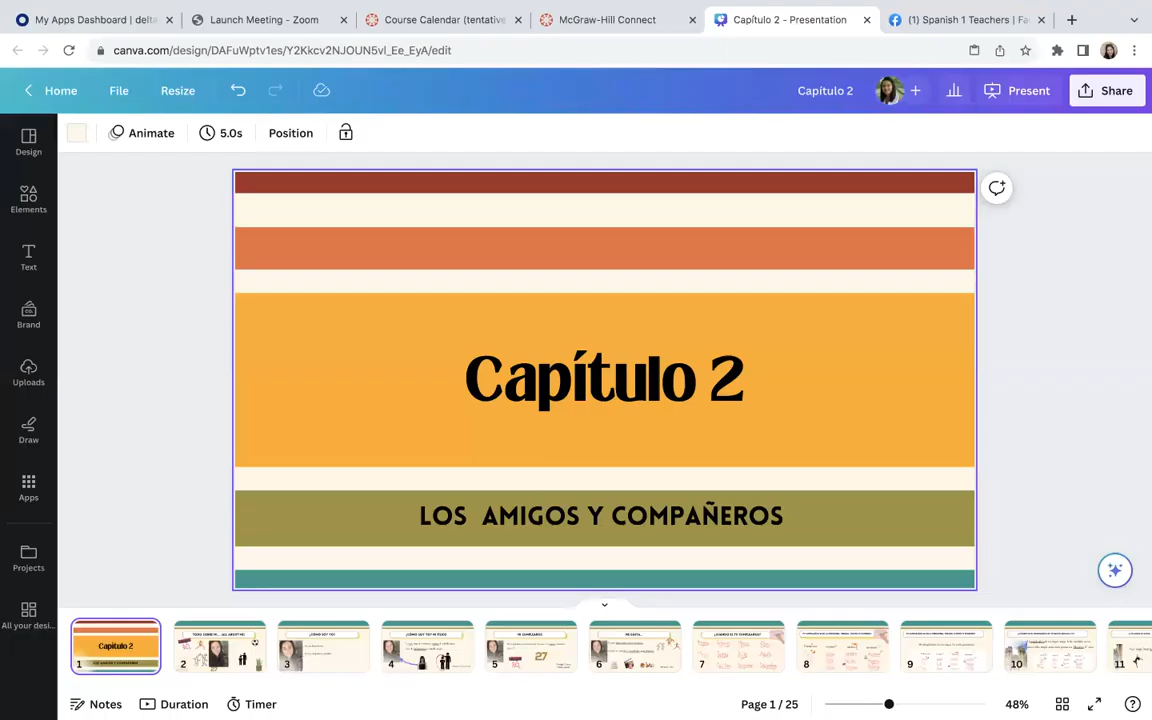 My Apps Dashboard | delta
Launch Meeting - Zoom
Course Calendar (tentative
McGraw-Hill Connect
Capítulo 2 - Presentation
(1) Spanish 1 Teachers | Fa
canva.com/design/DAFuWptv1es/Y2Kkcv2NJOUN5vl_Ee_EyA/edit
Home
File
Resize
Capítulo 2
Present
Share
Animate
5.0s
Position
Design
Elements
Text
Brand
Uploads
Draw
Apps
Projects
All your desi...
Capítulo 2
LOS AMIGOS Y COMPAÑEROS
Capítulo 2
LOS AMIGOS Y COMPAÑEROS
1
2
3
4
5
27
6
7
8
9
10
11
Notes
Duration
Timer
Page 1 / 25
48%